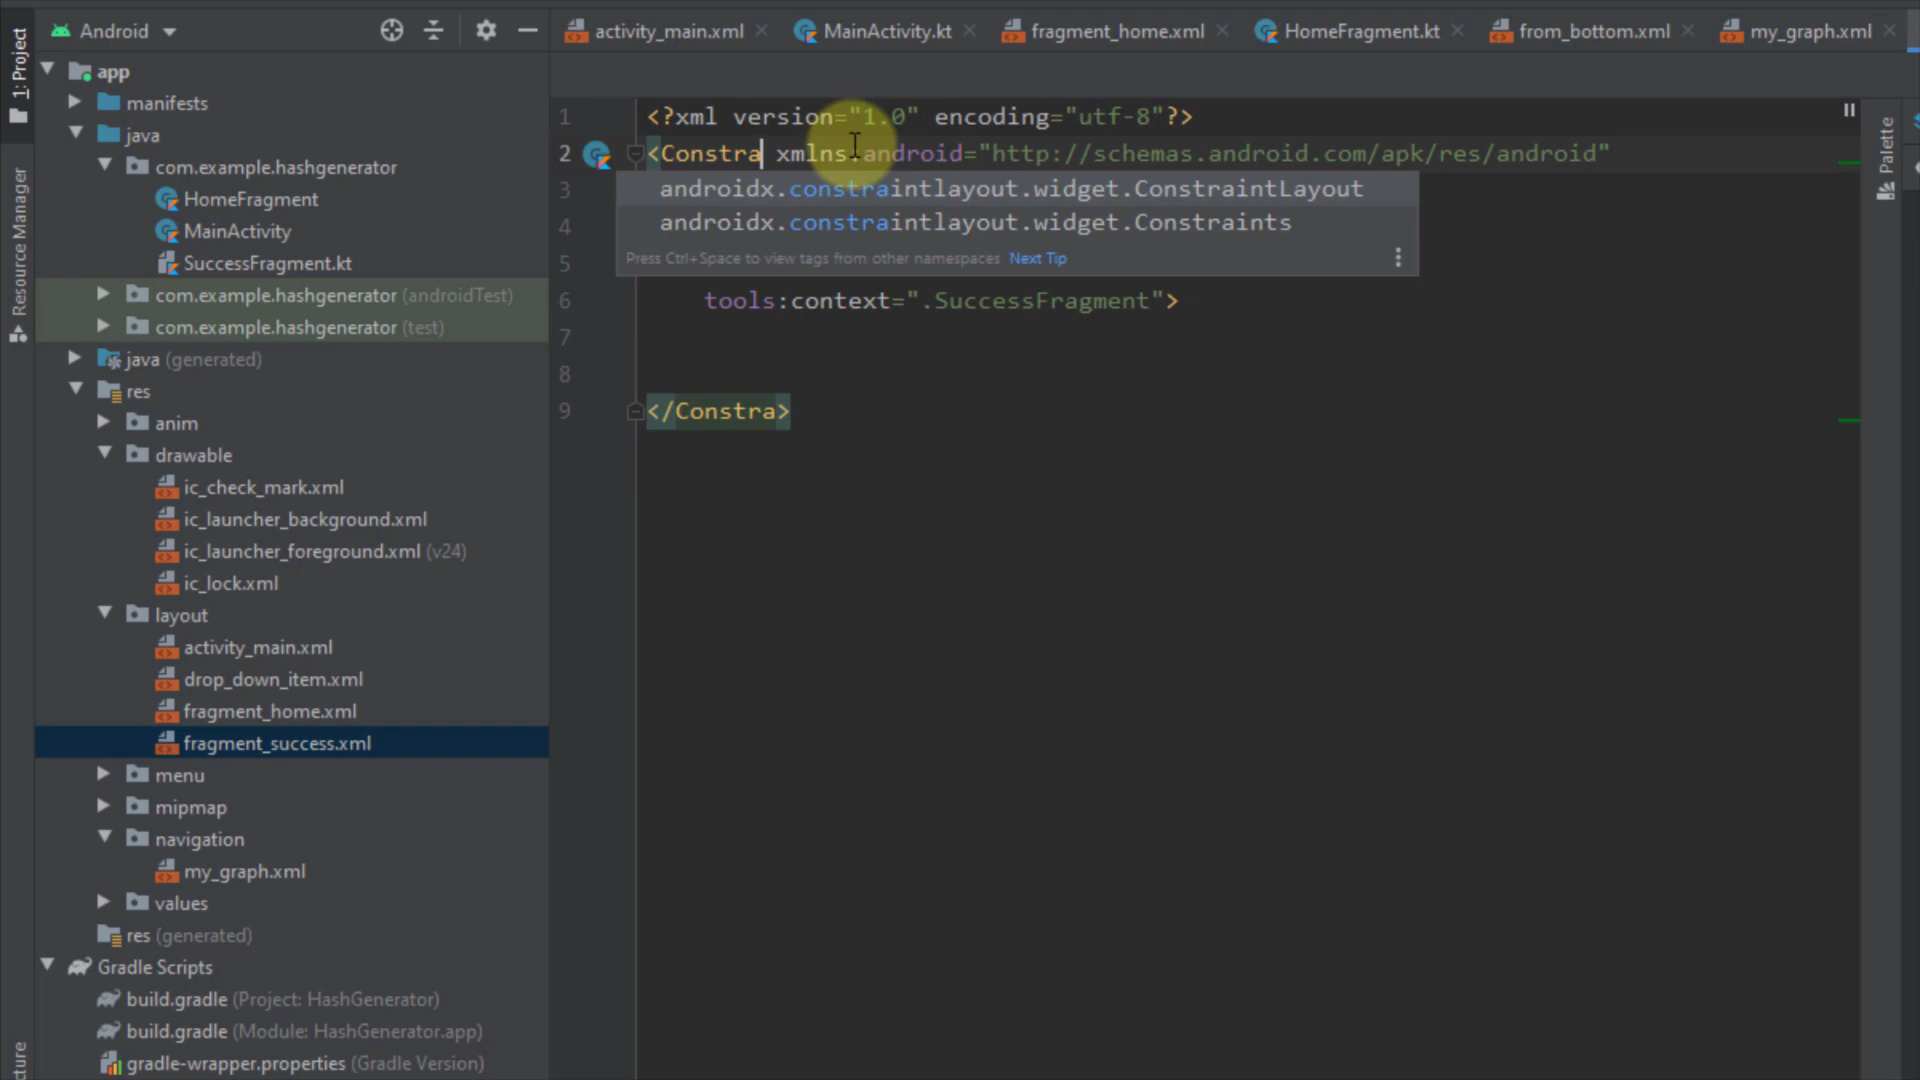 Android
activity_main.xml
MainActivity.kt
fragment_home.xml
HomeFragment.kt
from_bottom.xml
my_graph.xml
1: Project
Resource Manager
app
manifests
java
com.example.hashgenerator
HomeFragment
MainActivity
SuccessFragment.kt
com.example.hashgenerator (androidTest)
com.example.hashgenerator (test)
java (generated)
res
anim
drawable
ic_check_mark.xml
ic_launcher_background.xml
ic_launcher_foreground.xml (v24)
ic_lock.xml
layout
activity_main.xml
drop_down_item.xml
fragment_home.xml
fragment_success.xml
menu
mipmap
navigation
my_graph.xml
values
res (generated)
Gradle Scripts
build.gradle (Project: HashGenerator)
build.gradle (Module: HashGenerator.app)
gradle-wrapper.properties (Gradle Version)
1 <?xml version="1.0" encoding="utf-8"?>
2 <Constra xmlns:android="http://schemas.android.com/apk/res/android"
3 androidx.constraintlayout.widget.ConstraintLayout
4 androidx.constraintlayout.widget.Constraints
5 Press Ctrl+Space to view tags from other namespaces Next Tip
6 tools:context=".SuccessFragment">
7
8
9 </Constra>
Palette